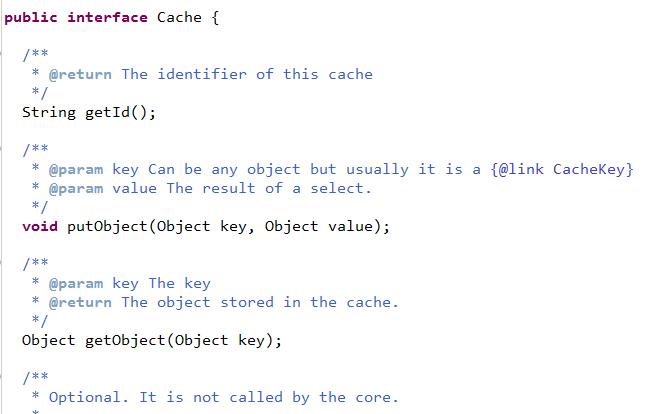 public interface Cache {
/**
* @return The identifier of this cache
*/
String getId();
/**
* @param key Can be any object but usually it is a {@link CacheKey}
* @param value The result of a select.
*/
void putObject(Object key, Object value);
/**
* @param key The key
* @return The object stored in the cache.
*/
Object getObject(Object key);
/**
* Optional. It is not called by the core.
*